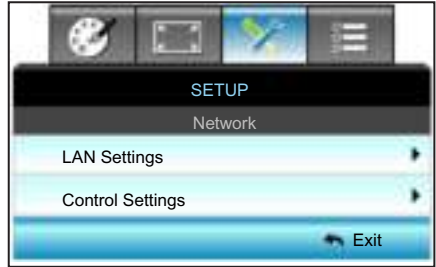 SETUP
Network
LAN Settings
Control Settings
Exit